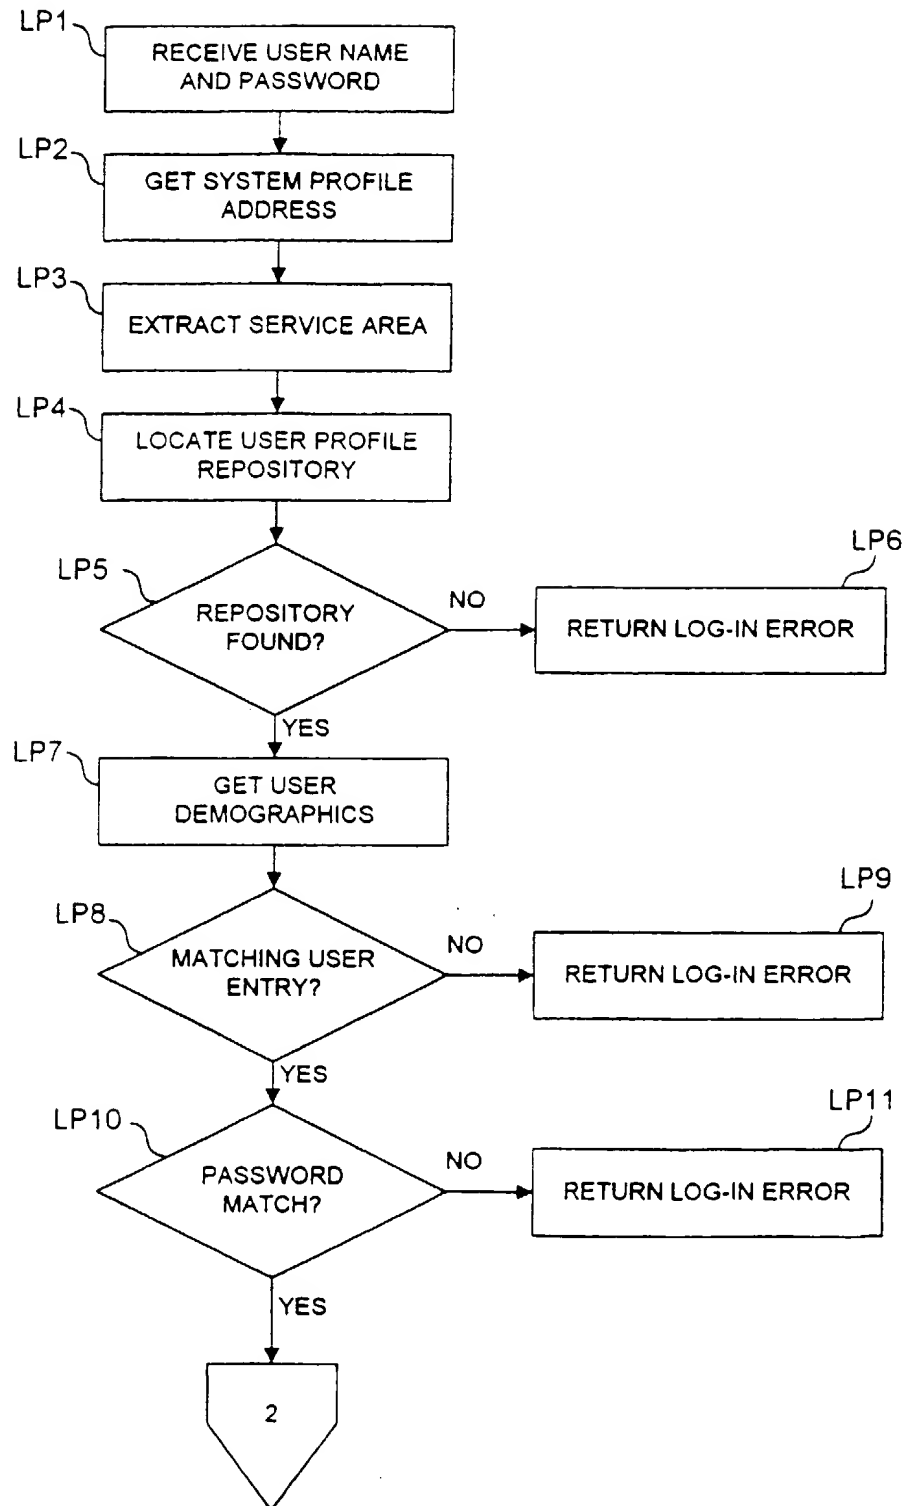 LP1
RECEIVE USER NAME
AND PASSWORD
LP2
GET SYSTEM PROFILE
ADDRESS
LP3
EXTRACT SERVICE AREA
LP4
LOCATE USER PROFILE
REPOSITORY
LP5
REPOSITORY
FOUND?
NO
LP6
RETURN LOG-IN ERROR
YES
LP7
GET USER
DEMOGRAPHICS
LP8
MATCHING USER
ENTRY?
NO
LP9
RETURN LOG-IN ERROR
YES
LP10
PASSWORD
MATCH?
NO
LP11
RETURN LOG-IN ERROR
YES
2